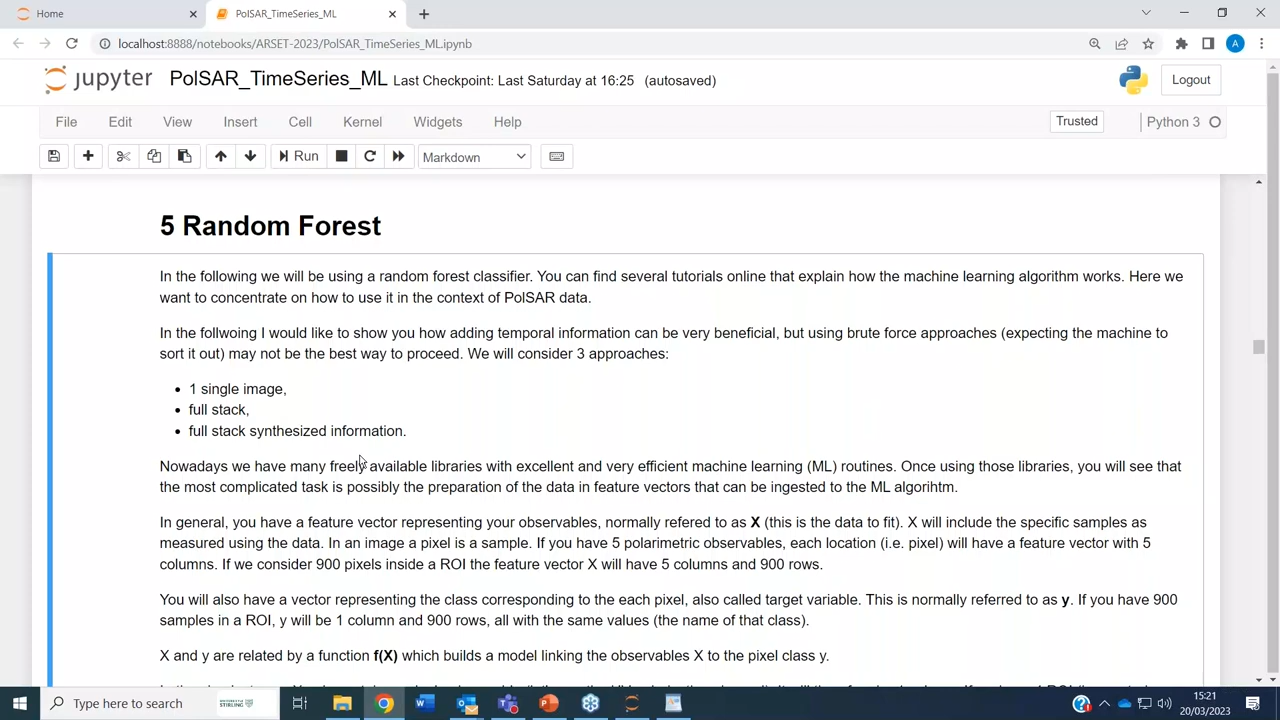 Home
PolSAR_TimeSeries_ML
localhost:8888/notebooks/ARSET-2023/PolSAR_TimeSeries_ML.ipynb
A
jupyter PolSAR_TimeSeries_ML Last Checkpoint: Last Saturday at 16:25 (autosaved)
Logout
File Edit View Insert Cell Kernel Widgets Help
Trusted
Python 3
Run
Markdown
5 Random Forest
In the following we will be using a random forest classifier. You can find several tutorials online that explain how the machine learning algorithm works. Here we
want to concentrate on how to use it in the context of PolSAR data.
In the follwoing I would like to show you how adding temporal information can be very beneficial, but using brute force approaches (expecting the machine to
sort it out) may not be the best way to proceed. We will consider 3 approaches:
• 1 single image,
• full stack,
• full stack synthesized information.
Nowadays we have many freely available libraries with excellent and very efficient machine learning (ML) routines. Once using those libraries, you will see that
the most complicated task is possibly the preparation of the data in feature vectors that can be ingested to the ML algorihtm.
In general, you have a feature vector representing your observables, normally refered to as X (this is the data to fit). X will include the specific samples as
measured using the data. In an image a pixel is a sample. If you have 5 polarimetric observables, each location (i.e. pixel) will have a feature vector with 5
columns. If we consider 900 pixels inside a ROI the feature vector X will have 5 columns and 900 rows.
You will also have a vector representing the class corresponding to the each pixel, also called target variable. This is normally referred to as y. If you have 900
samples in a ROI, y will be 1 column and 900 rows, all with the same values (the name of that class).
X and y are related by a function f(X) which builds a model linking the observables X to the pixel class y.
Type here to search
STIRLING
15:21
20/03/2023